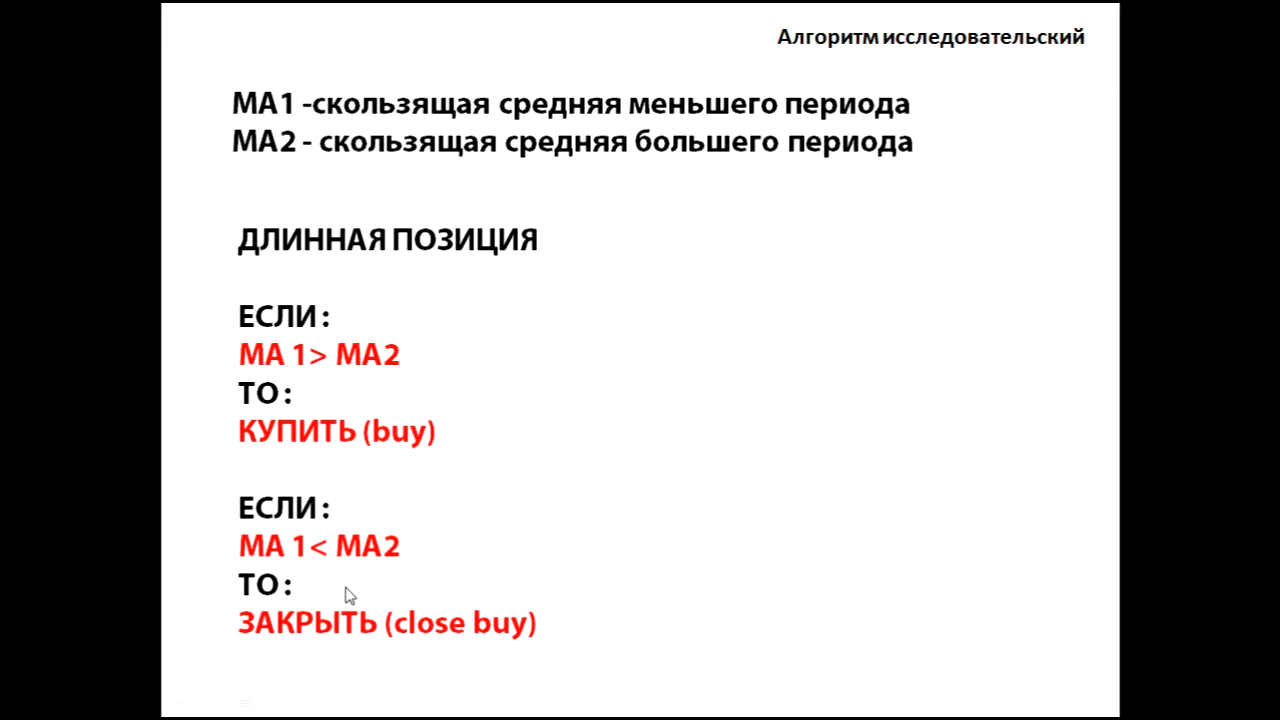 Алгоритм исследовательский
МА1 -скользящая средняя меньшего периода
МА2 - скользящая средняя большего периода
ДЛИННАЯ ПОЗИЦИЯ
ЕСЛИ :
МА 1> МА2
ТО :
КУПИТЬ (buy)
ЕСЛИ :
МА 1< МА2
ТО :
ЗАКРЫТЬ (close buy)